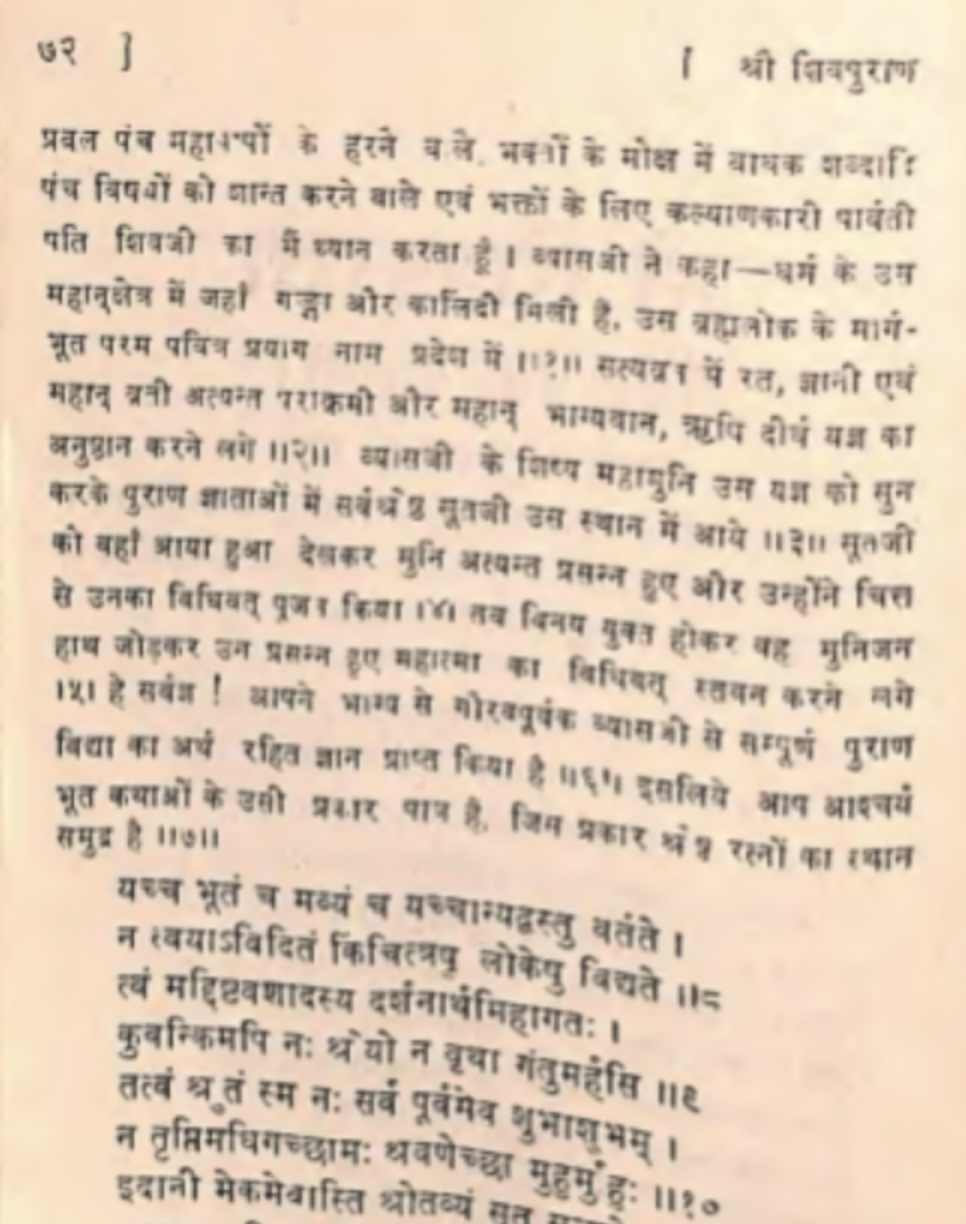 ७२ ]
[ श्री शिवपुराण
प्रबल पंच के हरने वाले, भक्तों के मोक्ष में बाधक शब्दादि
पंच विषयों को शान्त करने वाले एवं भक्तों के लिए कल्याणकारी पार्वती
पति शिवजी का मैं ध्यान करता हूँ । व्यासजी ने कहा—धर्म के उस
महान्क्षेत्र में जहाँ गङ्गा और कालिंदी मिली है, उस ब्रह्मलोक के मार्ग-
भूत परम पवित्र प्रयाग नाम प्रदेश में ।।१।। सत्यव्रत में रत, ज्ञानी एवं
महान् व्रती अत्यन्त पराक्रमी और महान् भाग्यवान, ऋषि दीर्घ यज्ञ का
अनुष्ठान करने लगे ।।२।। व्यासजी के शिष्य महामुनि उस यज्ञ को सुन
करके पुराण ज्ञाताओं में सर्वश्रेष्ठ सूतजी उस स्थान में आये ।।३।। सूतजी
को वहाँ आया हुआ देखकर मुनि अत्यन्त प्रसन्न हुए और उन्होंने चित्त
से उनका विधिवत् पूजन किया ।४। तब विनय युक्त होकर वह मुनिजन
हाथ जोड़कर उन प्रसन्न हुए महात्मा का विधिवत् स्तवन करने लगे
।५। हे सर्वज्ञ ! आपने भाग्य से गौरवपूर्वक व्यासजी से सम्पूर्ण पुराण
विद्या का अर्थ रहित ज्ञान प्राप्त किया है ।।६।। इसलिये आप आश्चर्य
भूत कथाओं के उसी प्रकार पात्र है, जिस प्रकार श्रेष्ठ रत्नों का स्थान
समुद्र है ।।७।।
यच्च भूतं च भव्यं च यच्चान्यद्वस्तु वर्तते ।
न त्वयाऽविदितं किंचित्त्रषु लोकेषु विद्यते ।।८
त्वं मद्दिष्टवशादस्य दर्शनार्थमिहागतः ।
कुर्वन्किमपि नः श्रेयो न वृथा गंतुमर्हसि ।।९
तत्वं श्रुतं स्म नः सर्वं पूर्वमेव शुभाशुभम् ।
न तृप्तिमधिगच्छामः श्रवणेच्छा मुहुर्मुहुः ।।१०
इदानी मेकमेवास्ति श्रोतव्यं सूत